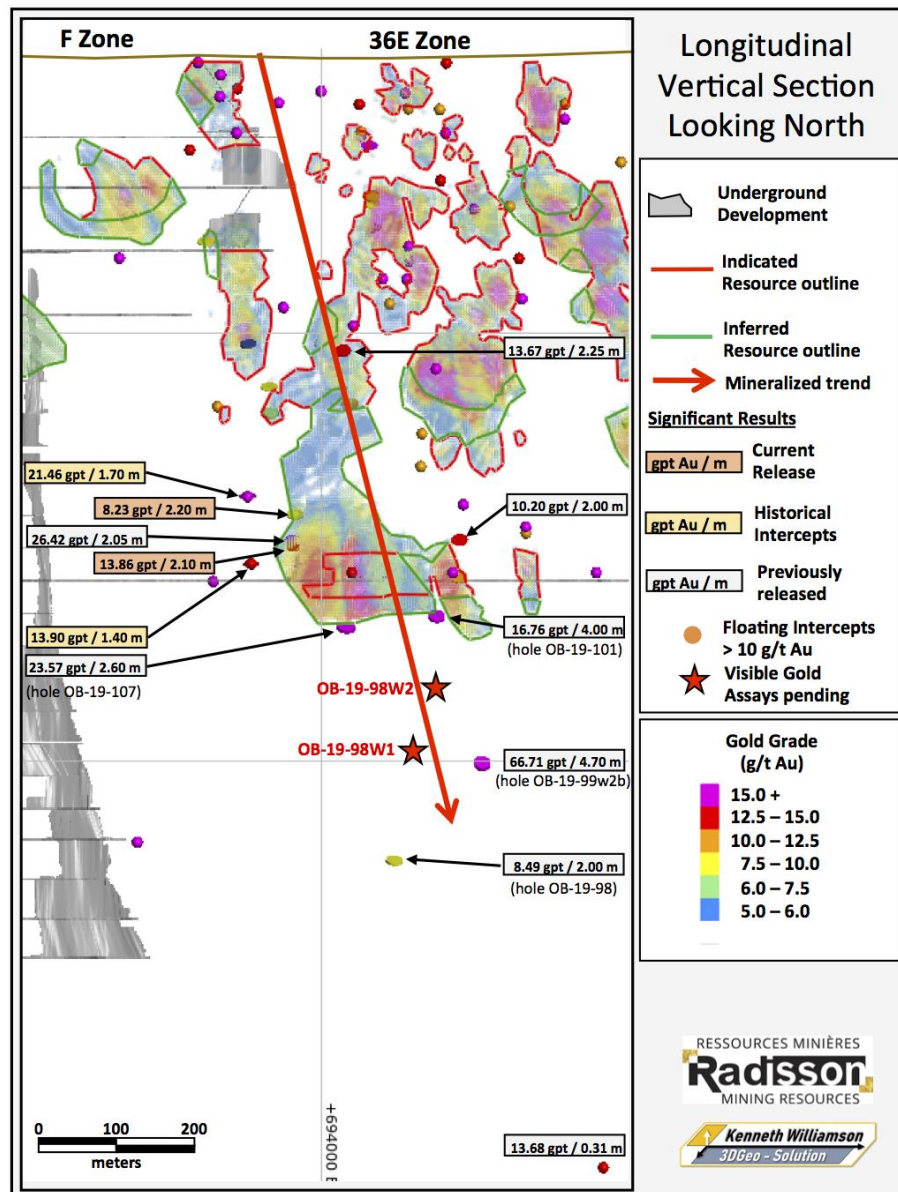 F Zone
36E Zone
13.67 gpt / 2.25 m
21.46 gpt / 1.70 m
8.23 gpt / 2.20 m
10.20 gpt / 2.00 m
26.42 gpt / 2.05 m
13.86 gpt / 2.10 m
13.90 gpt / 1.40 m
16.76 gpt / 4.00 m
(hole OB-19-101)
23.57 gpt / 2.60 m
(hole OB-19-107)
OB-19-98W2
OB-19-98W1
66.71 gpt / 4.70 m
(hole OB-19-99w2b)
8.49 gpt / 2.00 m
(hole OB-19-98)
+694000 E
0 100 200
meters
13.68 gpt / 0.31 m
Longitudinal
Vertical Section
Looking North
Underground
Development
Indicated
Resource outline
Inferred
Resource outline
Mineralized trend
Significant Results
gpt Au / m
Current
Release
gpt Au / m
Historical
Intercepts
gpt Au / m
Previously
released
Floating Intercepts
> 10 g/t Au
Visible Gold
Assays pending
Gold Grade
(g/t Au)
15.0 +
12.5 – 15.0
10.0 – 12.5
7.5 – 10.0
6.0 – 7.5
5.0 – 6.0
RESSOURCES MINIÈRES
Radisson
MINING RESOURCES
Kenneth Williamson
3DGeo - Solution